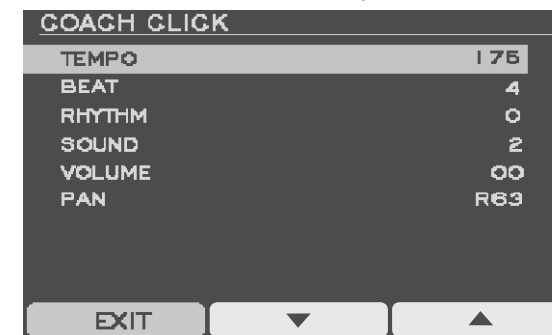 COACH CLICK
TEMPO 175
BEAT 4
RHYTHM 0
SOUND 2
VOLUME 00
PAN R63
EXIT ▼ ▲